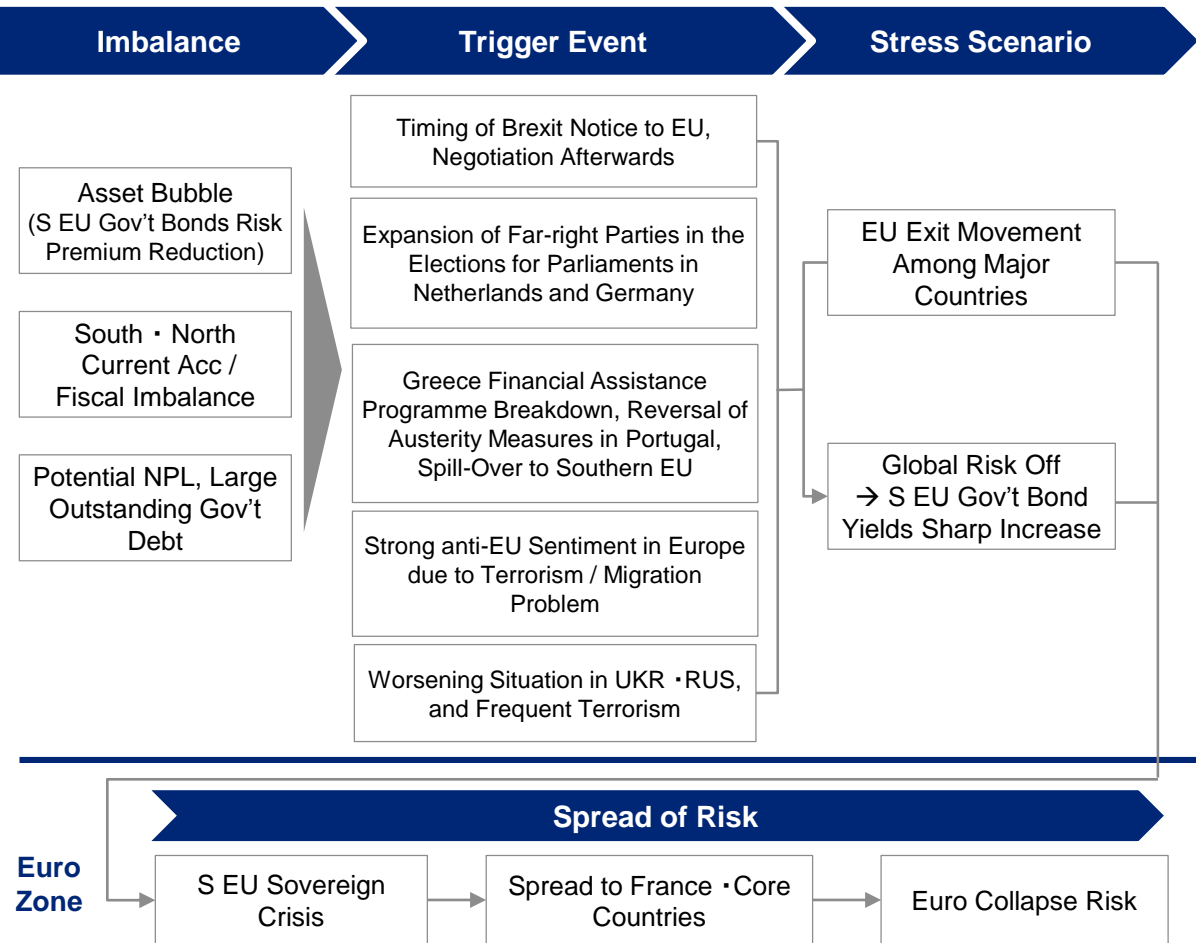 Imbalance
Trigger Event
Stress Scenario
Asset Bubble
(S EU Gov’t Bonds Risk
Premium Reduction)
South・North
Current Acc /
Fiscal Imbalance
Potential NPL, Large
Outstanding Gov’t
Debt
Timing of Brexit Notice to EU,
Negotiation Afterwards
Expansion of Far-right Parties in the
Elections for Parliaments in
Netherlands and Germany
Greece Financial Assistance
Programme Breakdown, Reversal of
Austerity Measures in Portugal,
Spill-Over to Southern EU
Strong anti-EU Sentiment in Europe
due to Terrorism / Migration
Problem
Worsening Situation in UKR・RUS,
and Frequent Terrorism
EU Exit Movement
Among Major
Countries
Global Risk Off
→ S EU Gov’t Bond
Yields Sharp Increase
Spread of Risk
Euro
Zone
S EU Sovereign
Crisis
Spread to France・Core
Countries
Euro Collapse Risk